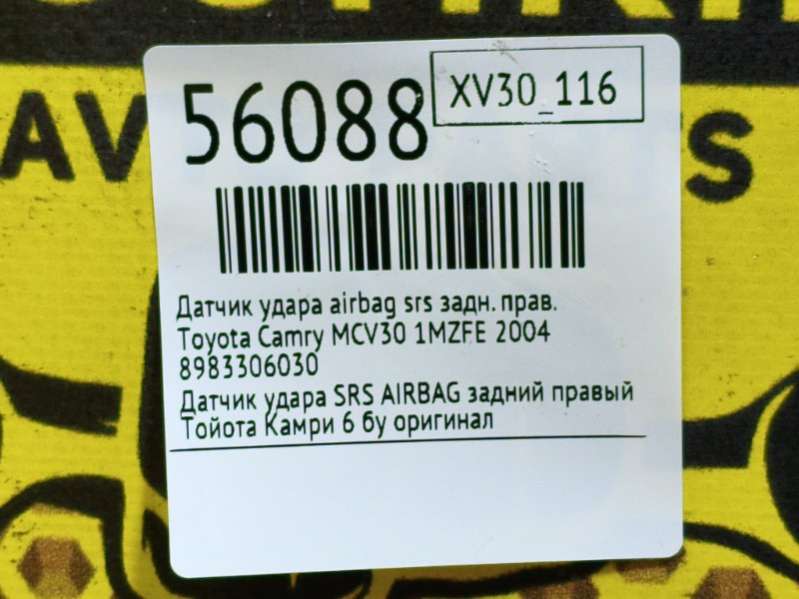 AV
S
56088
XV30_116
Датчик удара airbag srs задн. прав.
Toyota Camry MCV30 1MZFE 2004
8983306030
Датчик удара SRS AIRBAG задний правый
Тойота Камри 6 бу оригинал